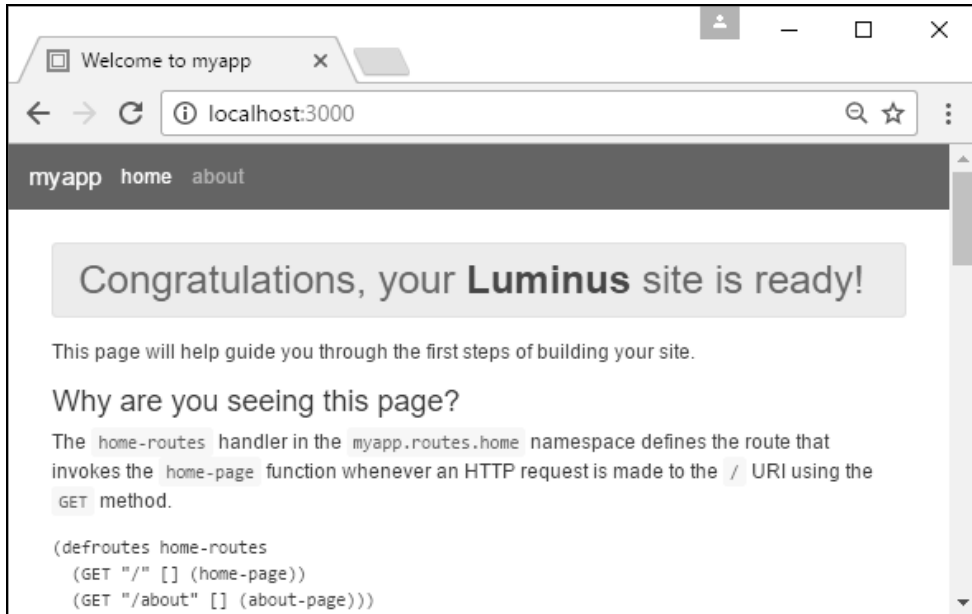 Welcome to myapp
localhost:3000
myapp home about
Congratulations, your Luminus site is ready!
This page will help guide you through the first steps of building your site.
Why are you seeing this page?
The home-routes handler in the myapp.routes.home namespace defines the route that
invokes the home-page function whenever an HTTP request is made to the / URI using the
GET method.
(defroutes home-routes
  (GET "/" [] (home-page))
  (GET "/about" [] (about-page)))